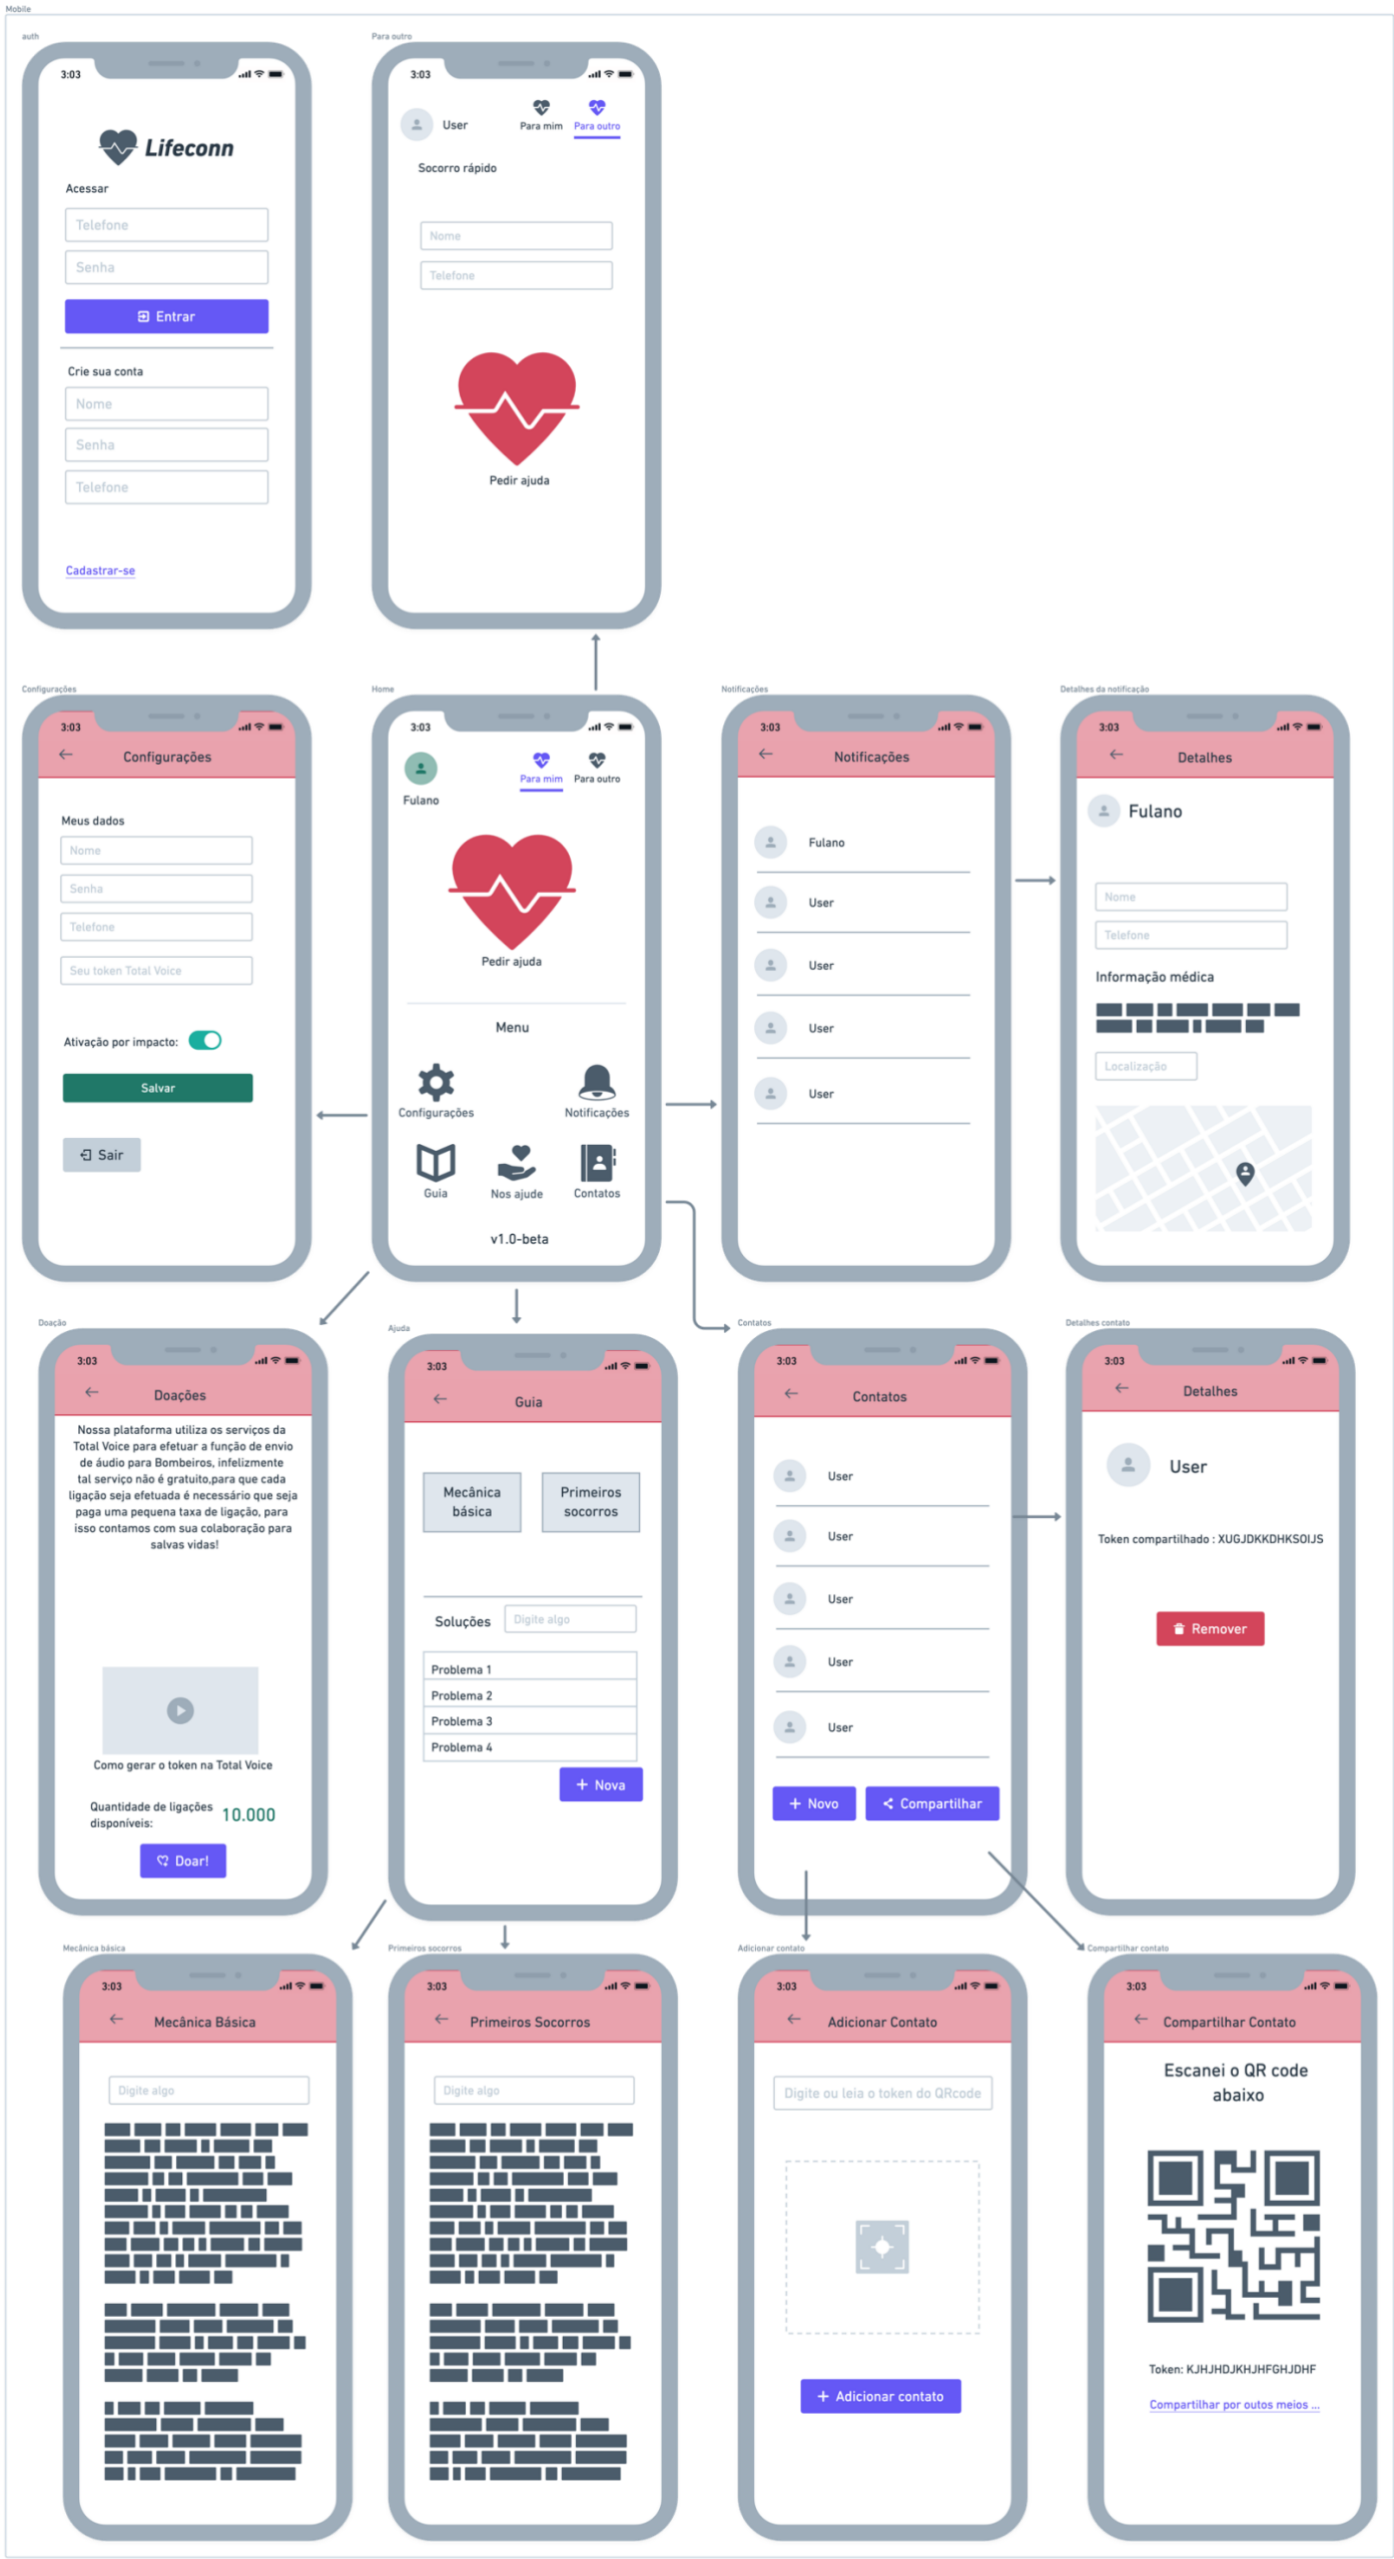 Mobile
auth
3:03
Lifeconn
Acessar
Telefone
Senha
Entrar
Crie sua conta
Nome
Senha
Telefone
Cadastrar-se
Para outro
3:03
User
Para mim
Para outro
Socorro rápido
Nome
Telefone
Pedir ajuda
Configurações
3:03
Configurações
Meus dados
Nome
Senha
Telefone
Seu token Total Voice
Ativação por impacto:
Salvar
Sair
Home
3:03
Fulano
Para mim
Para outro
Pedir ajuda
Menu
Configurações
Notificações
Guia
Nos ajude
Contatos
v1.0-beta
Notificações
3:03
Notificações
Fulano
User
User
User
User
Detalhes da notificação
3:03
Detalhes
Fulano
Nome
Telefone
Informação médica
Localização
Doação
3:03
Doações
Nossa plataforma utiliza os serviços da
Total Voice para efetuar a função de envio
de áudio para Bombeiros, infelizmente
tal serviço não é gratuito,para que cada
ligação seja efetuada é necessário que seja
paga uma pequena taxa de ligação, para
isso contamos com sua colaboração para
salvas vidas!
Como gerar o token na Total Voice
Quantidade de ligações
disponíveis:
10.000
Doar!
Ajuda
3:03
Guia
Mecânica
básica
Primeiros
socorros
Soluções
Digite algo
Problema 1
Problema 2
Problema 3
Problema 4
+ Nova
Contatos
3:03
Contatos
User
User
User
User
User
+ Novo
Compartilhar
Detalhes contato
3:03
Detalhes
User
Token compartilhado : XUGJDKKDHKSOIJS
Remover
Mecânica básica
3:03
Mecânica Básica
Digite algo
Primeiros socorros
3:03
Primeiros Socorros
Digite algo
Adicionar contato
3:03
Adicionar Contato
Digite ou leia o token do QRcode
+ Adicionar contato
Compartilhar contato
3:03
Compartilhar Contato
Escanei o QR code
abaixo
Token: KJHJHDJKHJHFGHJDHF
Compartilhar por outos meios ...